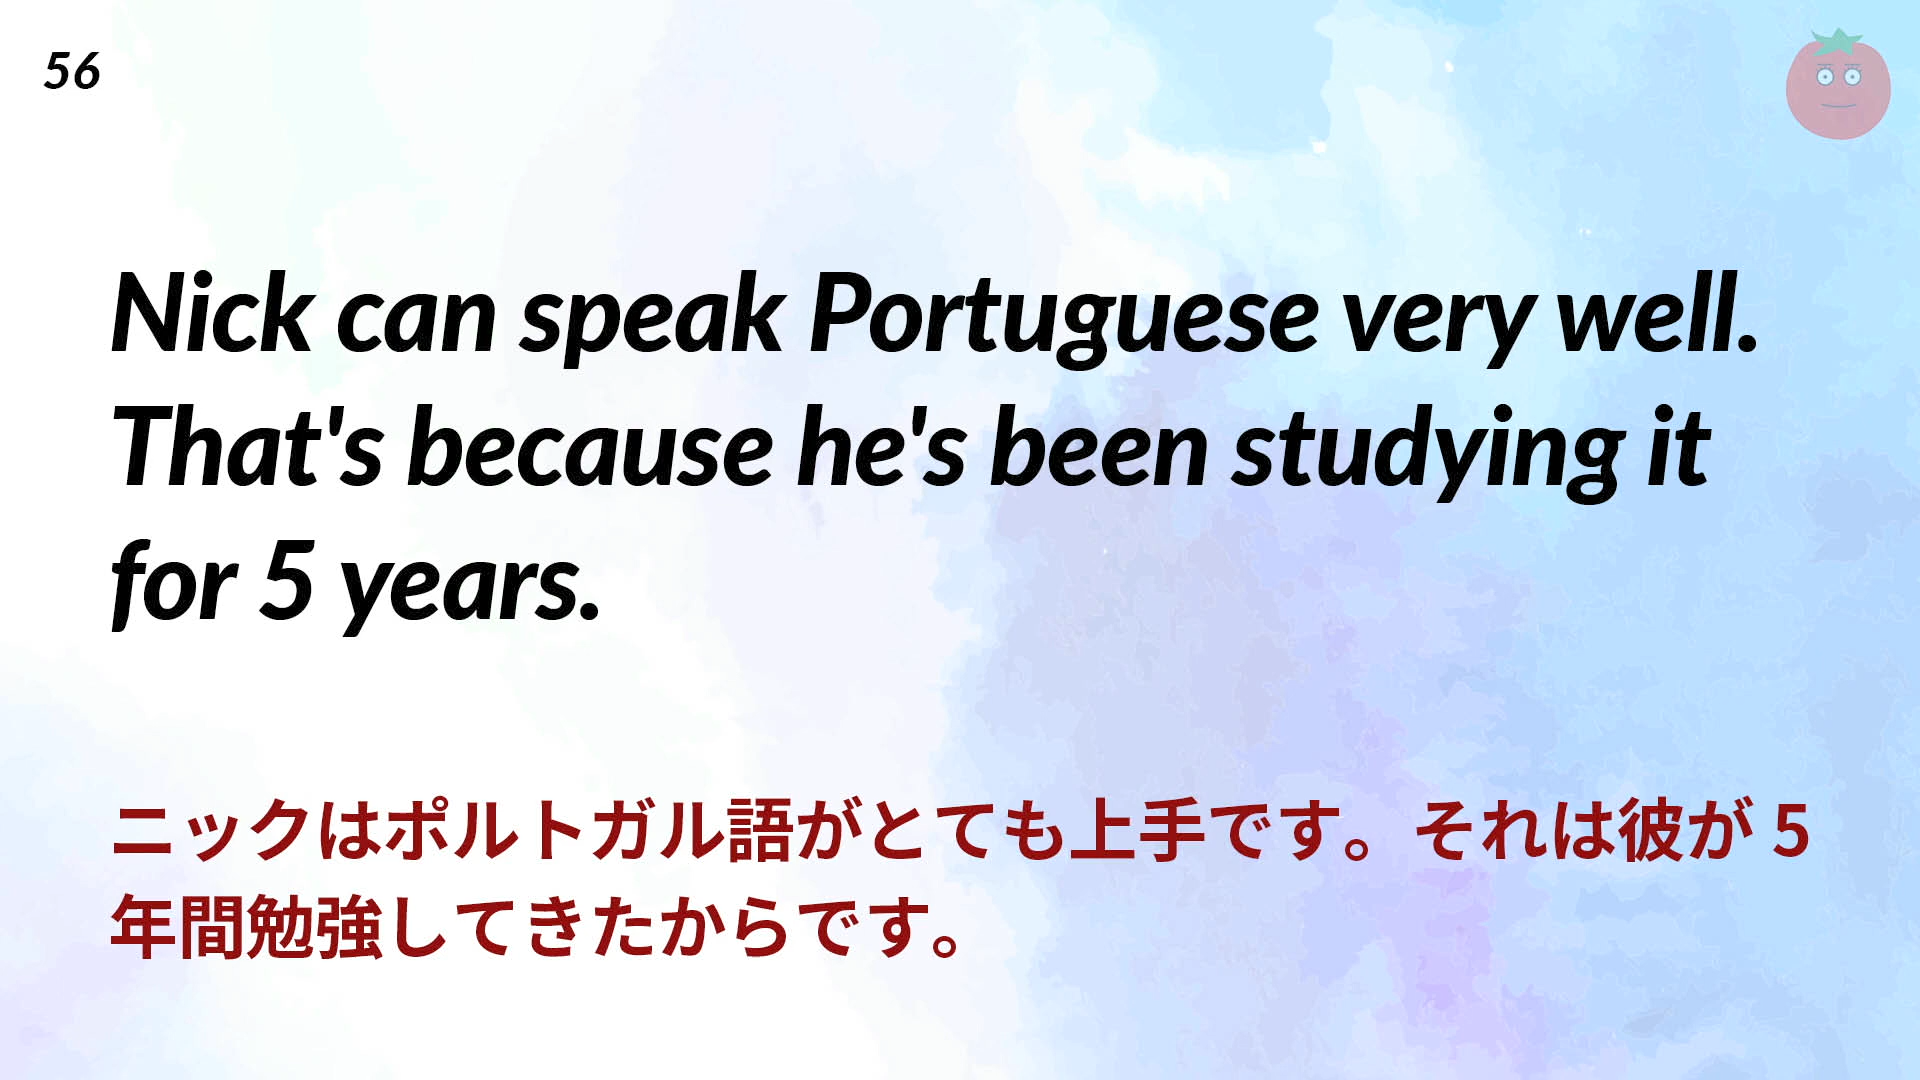 56
Nick can speak Portuguese very well.
That's because he's been studying it
for 5 years.
ニックはポルトガル語がとても上手です。それは彼が 5
年間勉強してきたからです。